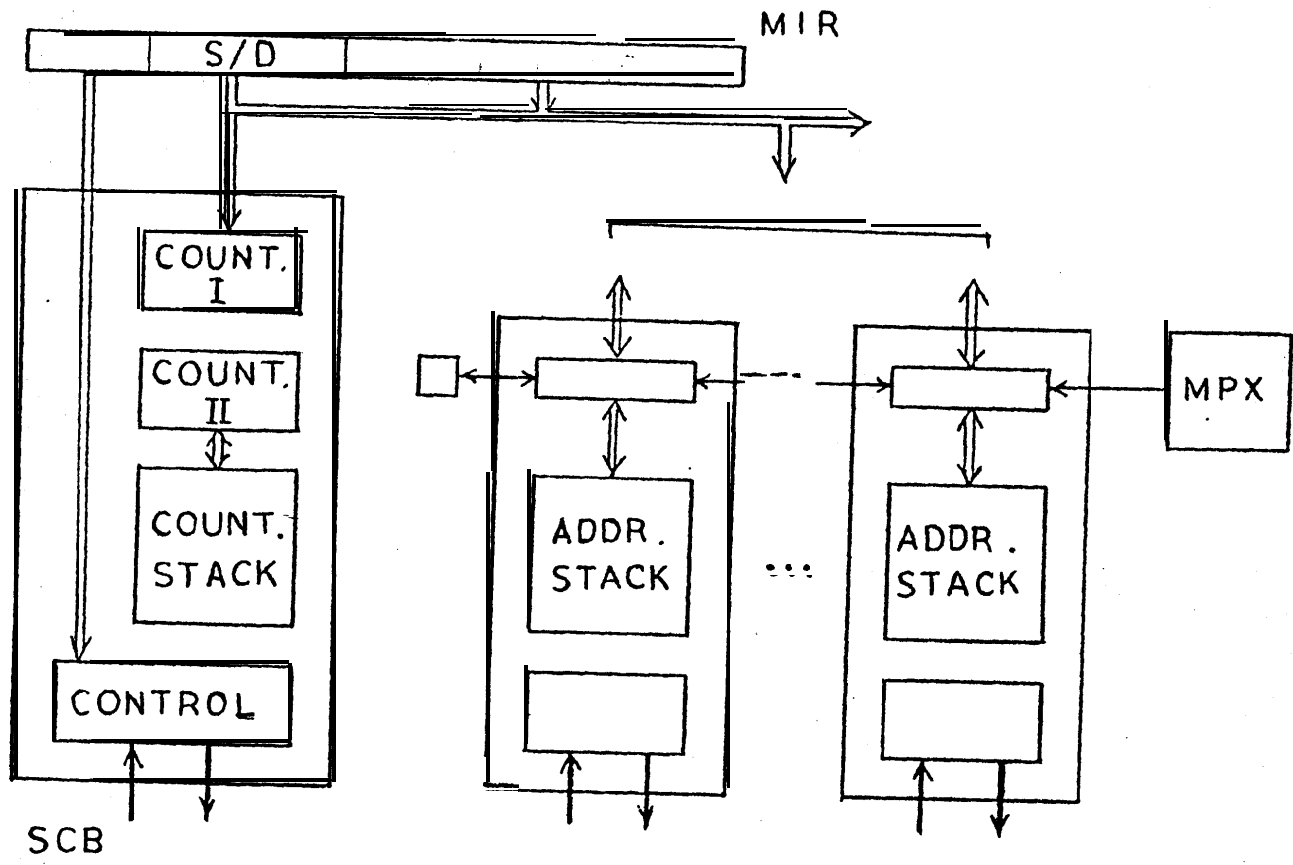 MIR
S/D
COUNT.
I
COUNT.
II
COUNT.
STACK
CONTROL
SCB
ADDR.
STACK
...
ADDR.
STACK
MPX